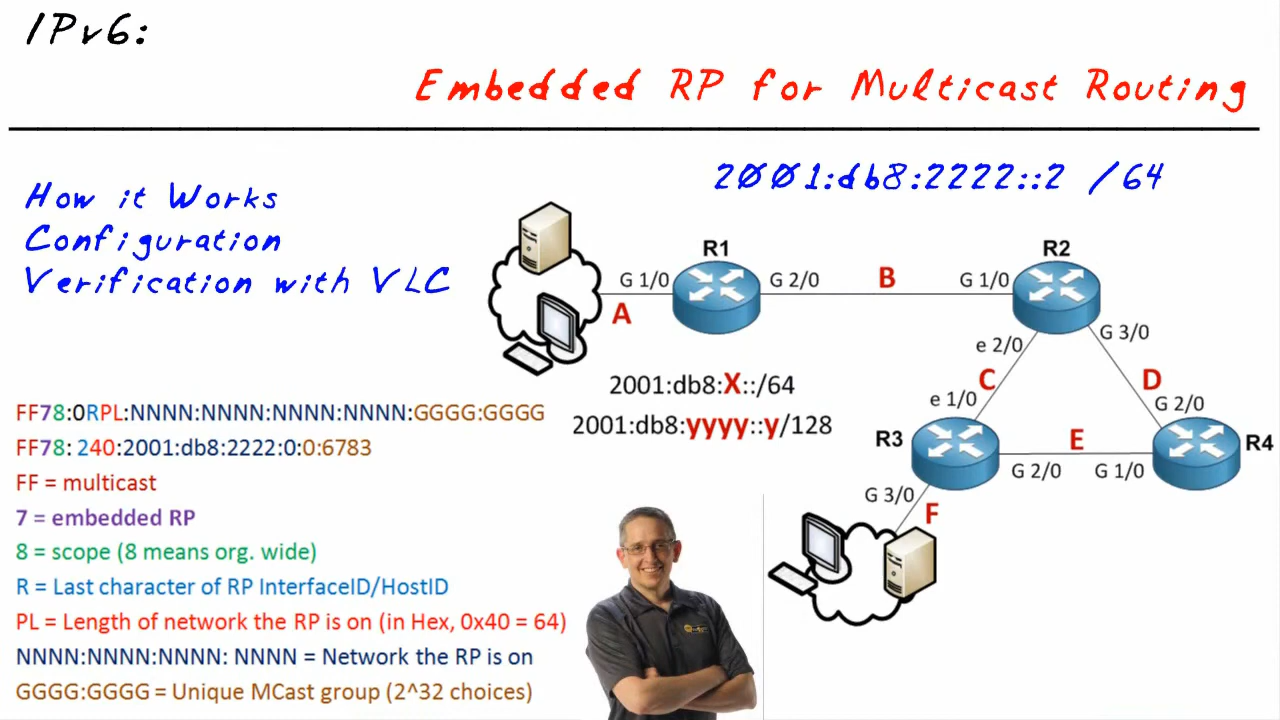 IPv6:
Embedded RP for Multicast Routing
How it Works
Configuration
Verification with VLC
2001:db8:2222::2 /64
R1
R2
G 1/0
G 2/0
B
G 1/0
A
e 2/0
G 3/0
2001:db8:X::/64
C
D
e 1/0
G 2/0
2001:db8:yyyy::y/128
R3
E
R4
G 2/0
G 1/0
G 3/0
F
FF78:0RPL:NNNN:NNNN:NNNN:NNNN:GGGG:GGGG
FF78: 240:2001:db8:2222:0:0:6783
FF = multicast
7 = embedded RP
8 = scope (8 means org. wide)
R = Last character of RP InterfaceID/HostID
PL = Length of network the RP is on (in Hex, 0x40 = 64)
NNNN:NNNN:NNNN: NNNN = Network the RP is on
GGGG:GGGG = Unique MCast group (2^32 choices)